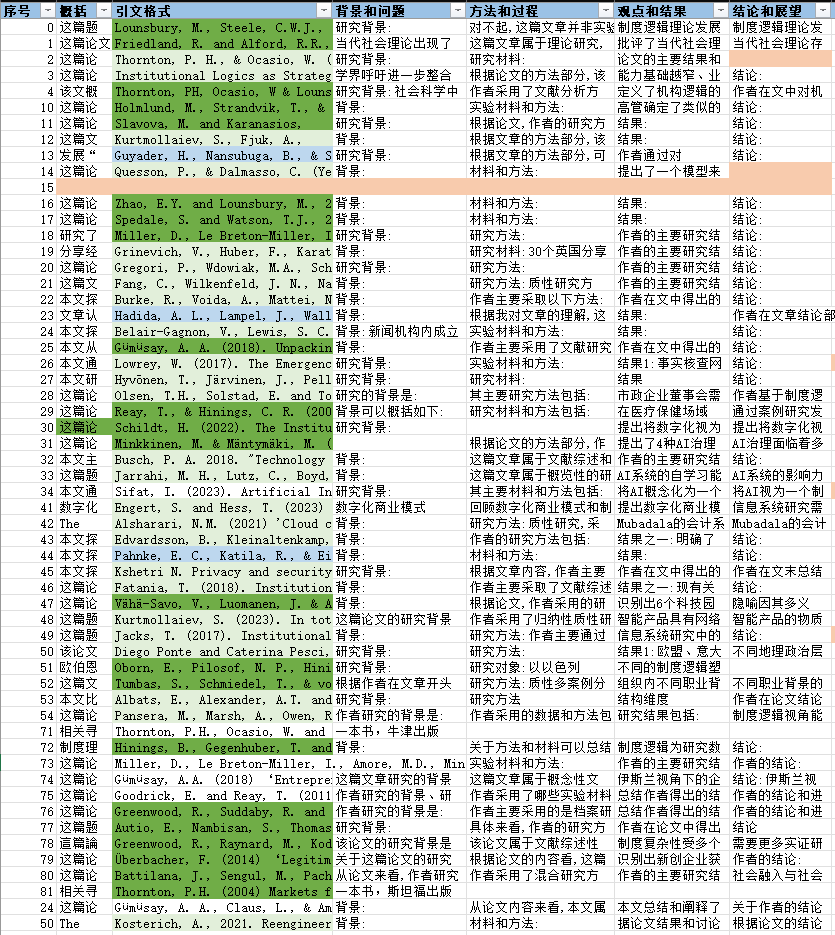 序号 概括 引文格式 背景和问题 方法和过程 观点和结果 结论和展望
0 这篇题 Lounsbury, M., Steele, C.W.J., 背景: 对不起,这篇文章并非实验 制度逻辑理论发展 制度逻辑理论发
1 这篇论文 Friedland, R. and Alford, R.R., 当代社会理论出现了 这篇文章属于理论研究, 批评了当代社会理 当代社会理论存
2 这篇论 Thornton, P. H., & Ocasio, W. ( 研究背景: 研究材料: 论文的主要结果和
3 这篇论 Institutional Logics as Strateg 学界呼吁进一步整合 根据论文的方法部分,该 能力基础越窄、业 结论:
4 该文概 Thornton, PH, Ocasio, W & Louns 研究背景: 社会科学中 作者采用了文献分析方 定义了机构逻辑的 作者在文中对机
10 这篇论 Holmlund, M., Strandvik, T., & 背景: 实验材料和方法: 高管确定了类似的 结论:
11 这篇论 Slavova, M. and Karanasios, 研究背景: 根据论文,作者的研究方 结果: 结论:
12 这篇文 Kurtmollaiev, S., Fjuk, A., 背景: 根据文章的方法部分,该 结果: 结论:
13 发展“ Guyader, H., Nansubuga, B., & S 研究背景: 根据文章的方法部分,可 作者通过对 结论:
14 这篇论 Quesson, P., & Dalmasso, C. (Ye 背景: 材料和方法: 提出了一个模型来
15
16 这篇论 Zhao, E.Y. and Lounsbury, M., 2 背景: 材料和方法: 结果: 结论:
17 这篇论 Spedale, S. and Watson, T.J., 2 背景: 材料和方法: 结果: 结论:
18 研究了 Miller, D., Le Breton-Miller, I 研究背景: 研究方法: 作者的主要研究结 结论:
19 分享经 Grinevich, V., Huber, F., Karat 背景: 研究材料: 30个英国分享 作者的主要研究结 结论:
20 这篇论 Gregori, P., Wdowiak, M.A., Sch 研究背景: 研究方法: 作者的主要研究结 结论:
21 这篇文 Fang, C., Wilkenfeld, J. N., Na 背景: 研究方法: 质性研究方 作者的主要研究结 结论:
22 本文探 Burke, R., Voida, A., Mattei, N 背景: 作者主要采取以下方法: 作者在文中得出的 结论:
23 文章认 Hadida, A. L., Lampel, J., Wall 背景: 根据我对文章的理解,这 结果: 作者在文章结论部
24 本文探 Belair-Gagnon, V., Lewis, S. C. 背景: 新闻机构内成立 实验材料和方法: 结果: 结论:
25 本文从 Gümüsay, A. A. (2018). Unpackin 背景: 作者主要采用了文献研究 作者在文中得出的 结论:
26 本文通 Lowrey, W. (2017). The Emergenc 研究背景: 实验材料和方法: 结果1: 事实核查网 结论:
27 本文研 Hyvönen, T., Järvinen, J., Pell 研究背景: 研究材料: 结果 结论:
28 这篇论 Olsen, T.H., Solstad, E. and To 研究的背景是: 其主要研究方法包括: 市政企业董事会需 作者基于制度逻
29 这篇论 Reay, T., & Hinings, C. R. (200 背景可以概括如下: 研究材料和方法包括: 在医疗保健场域 通过案例研究发
30 这篇论 Schildt, H. (2022). The Institu 研究背景: 提出将数字化视为 提出将数字化视
31 这篇论 Minkkinen, M. & Mäntymäki, M. ( 根据论文的方法部分,作 提出了4种AI治理 AI治理面临着多
32 本文主 Busch, P. A. 2018. "Technology 背景: 这篇文章属于文献综述和 作者的主要研究结 结论:
33 这篇题 Jarrahi, M. H., Lutz, C., Boyd, 背景: 这篇文章属于概览性的研 AI系统的自学习能 AI系统的影响力
34 本文通 Sifat, I. (2023). Artificial In 研究背景: 其主要材料和方法包括: 将AI概念化为一个 将AI视为一个制
41 数字化 Engert, S. and Hess, T. (2023) 数字化商业模式 回顾数字化商业模式和制 提出数字化商业模 信息系统研究需
42 The Alsharari, N.M. (2021) 'Cloud c 背景: 研究方法: 质性研究,采 Mubadala的会计系 Mubadala的会计
43 本文探 Edvardsson, B., Kleinaltenkamp, 背景: 作者的研究方法包括: 结果之一: 明确了 结论:
44 本文探 Pahnke, E. C., Katila, R., & Ei 背景: 材料和方法: 结果: 结论:
45 本文探 Kshetri N. Privacy and security 研究背景: 根据文章内容,作者主要 作者在文中得出的 作者在文末总结
46 这篇论 Fatania, T. (2018). Institution 背景: 作者主要采取了文献综述 结果之一: 现有关 结论:
47 这篇论 Vähä-Savo, V., Luomanen, J. & A 背景: 根据论文,作者采用的研 识别出6个科技园 隐喻因其多义
48 这篇题 Kurtmollaiev, S. (2023). In tot 这篇论文的研究背景 作者采用了归纳性质性研 智能产品具有网络 智能产品的物质
49 这篇题 Jacks, T. (2017). Institutional 背景: 研究方法: 作者主要通过 信息系统研究中的 结论:
50 该论文 Diego Ponte and Caterina Pesci, 研究背景: 研究方法: 结果1: 欧盟、意大 不同地理政治层
51 欧伯恩 Oborn, E., Pilosof, N. P., Hini 研究背景: 研究对象: 以以色列 不同的制度逻辑塑
52 这篇文 Tumbas, S., Schmiedel, T., & vo 根据作者在文章开头 研究方法: 质性多案例分 组织内不同职业背 不同职业背景的
53 本文比 Albats, E., Alexander, A.T. and 研究背景: 研究方法 结构维度 作者在论文结论
54 这篇论 Pansera, M., Marsh, A., Owen, R 作者研究的背景是: 作者采用的数据和方法包 研究结果包括: 制度逻辑视角能
71 相关寻 Thornton, P.H., Ocasio, W. and 一本书，牛津出版
72 制度理 Hinings, B., Gegenhuber, T. and 背景: 关于方法和材料可以总结 制度逻辑为研究数 结论:
73 这篇论 Miller, D., Le Breton-Miller, I., Amore, M.D., Min 实验材料和方法: 作者的主要研究结 作者的结论:
74 这篇论 Gümüsay, A.A. (2018) ‘Entrepre 这篇文章研究的背景 这篇文章属于概念性文 伊斯兰视角下的企 结论: 伊斯兰视
75 这篇论 Goodrick, E. and Reay, T. (2011 作者研究的背景、研 作者采用了哪些实验材料 总结作者得出的结 作者的结论和进
76 这篇论 Greenwood, R., Suddaby, R. and 作者研究的背景是: 作者主要采用的是档案研 总结作者得出的结 作者的结论和进
77 这篇题 Autio, E., Nambisan, S., Thomas 研究背景: 具体来看,作者的研究方 作者在论文中得出 结论
78 這篇論 Greenwood, R., Raynard, M., Kod 该论文的研究背景是 该论文属于文献综述性 制度复杂性受多个 需要更多实证研
79 这篇论 Überbacher, F. (2014) ‘Legitim 关于这篇论文的研究 根据论文的内容看,这篇 识别出新创企业获 作者的结论:
80 这篇论 Battilana, J., Sengul, M., Pach 从论文来看,作者研究 作者采用了混合研究方 作者的主要研究结 社会融入与社会
81 相关寻 Thornton, P.H. (2004) Markets f 一本书，斯坦福出版
24 这篇论 Gümüsay, A. A., Claus, L., & Am 背景: 从论文内容来看,本文属 本文总结和阐释了 关于作者的结论
50 The Kosterich, A., 2021. Reengineer 背景: 材料和方法: 据论文结果和讨论 根据作者的讨论